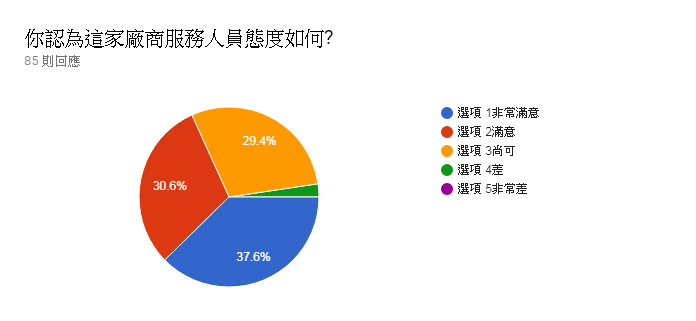 你認為這家廠商服務人員態度如何?
85 則回應
選項 1非常滿意
選項 2滿意
選項 3尚可
選項 4差
選項 5非常差
29.4%
30.6%
37.6%